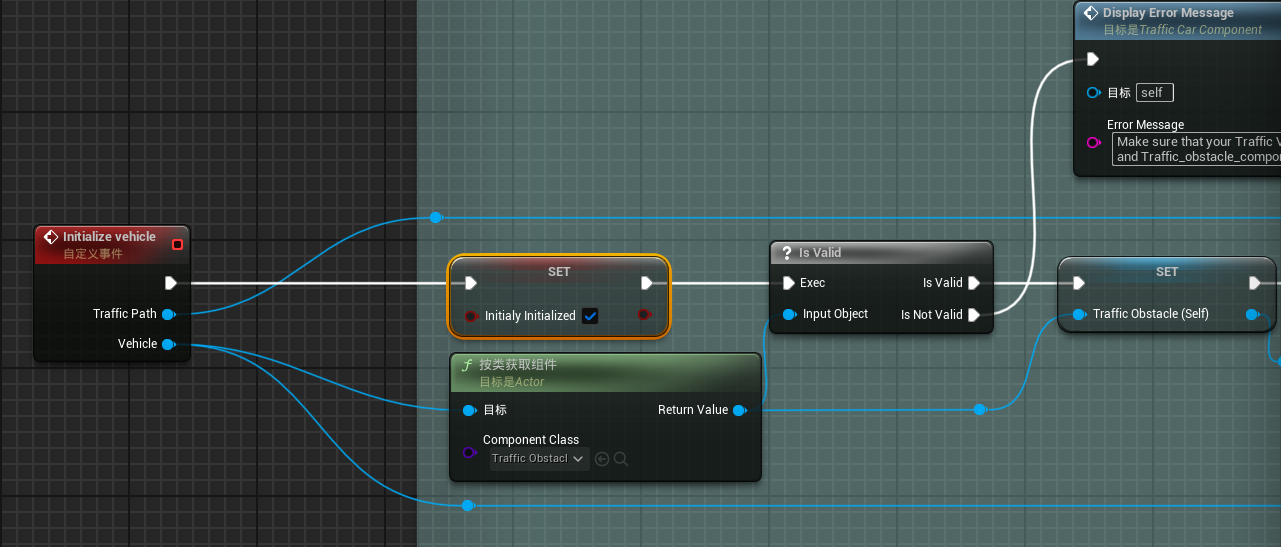 Display Error Message
目标是Traffic Car Component
目标 self
Error Message
Make sure that your Traffic
and Traffic_obstacle_compo
Initialize vehicle
自定义事件
Traffic Path
Vehicle
SET
Initialy Initialized
? Is Valid
Exec
Is Valid
Input Object
Is Not Valid
SET
Traffic Obstacle (Self)
f 按类获取组件
目标是Actor
目标
Return Value
Component Class
Traffic Obstacl